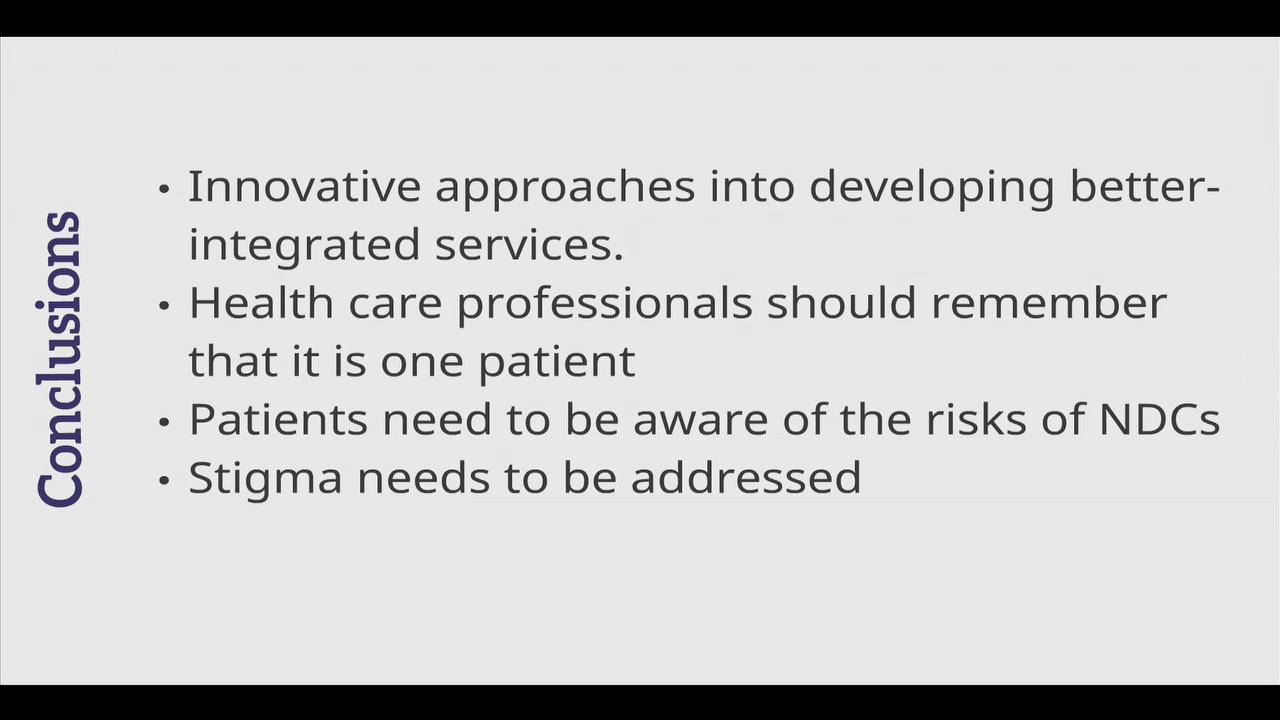 Conclusions
• Innovative approaches into developing better-
integrated services.
• Health care professionals should remember
that it is one patient
• Patients need to be aware of the risks of NDCs
• Stigma needs to be addressed